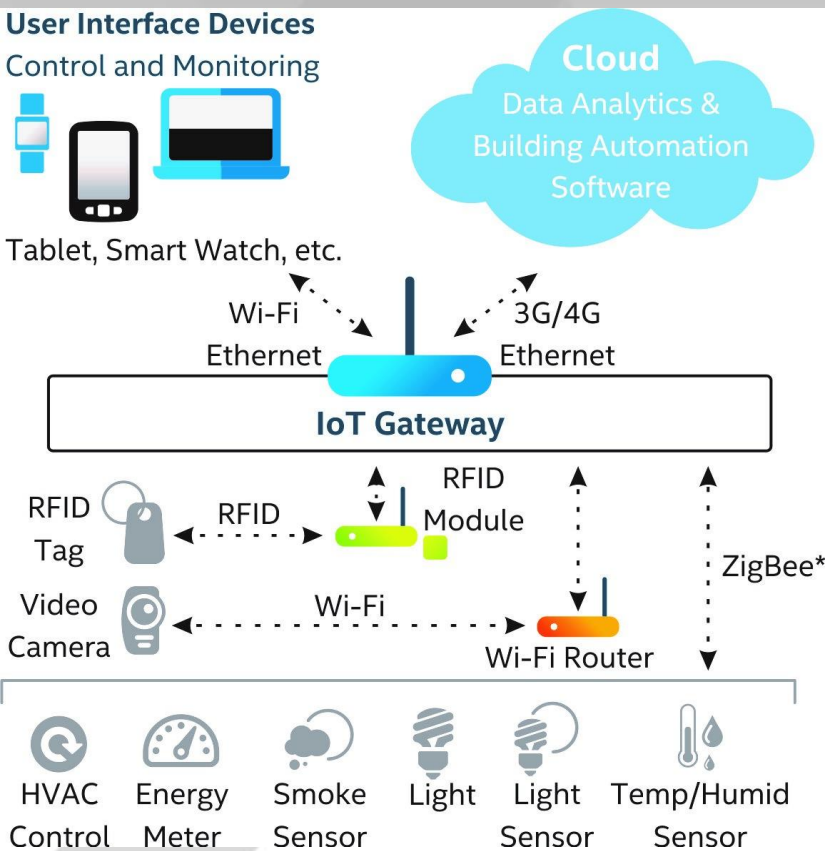 User Interface Devices
Control and Monitoring
Tablet, Smart Watch, etc.
Cloud
Data Analytics &
Building Automation
Software
Wi-Fi
Ethernet
3G/4G
Ethernet
IoT Gateway
RFID
Tag
RFID
RFID
Module
Video
Camera
Wi-Fi
Wi-Fi Router
ZigBee*
HVAC
Control
Energy
Meter
Smoke
Sensor
Light
Light
Sensor
Temp/Humid
Sensor